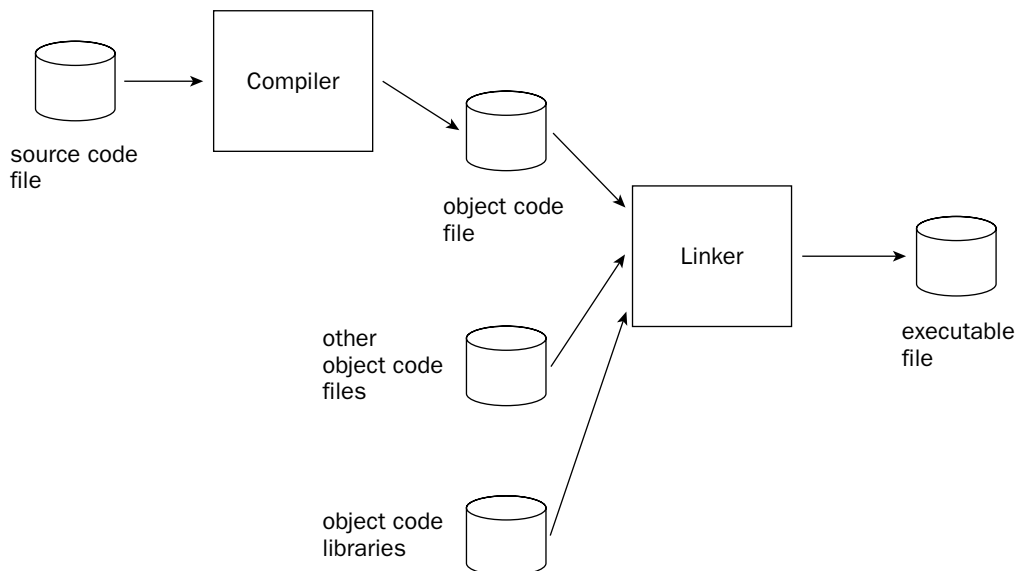 Compiler
source code
file
object code
file
Linker
executable
file
other
object code
files
object code
libraries